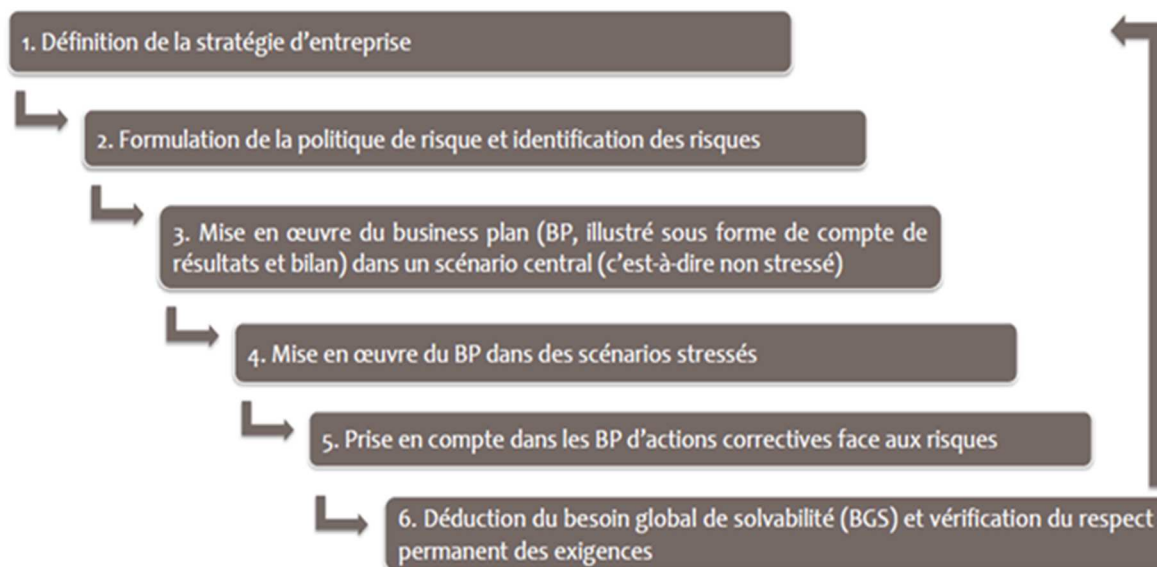 1. Définition de la stratégie d'entreprise
2. Formulation de la politique de risque et identification des risques
3. Mise en œuvre du business plan (BP, illustré sous forme de compte de
résultats et bilan) dans un scénario central (c'est-à-dire non stressé)
4. Mise en œuvre du BP dans des scénarios stressés
5. Prise en compte dans les BP d'actions correctives face aux risques
6. Déduction du besoin global de solvabilité (BGS) et vérification du respect
permanent des exigences